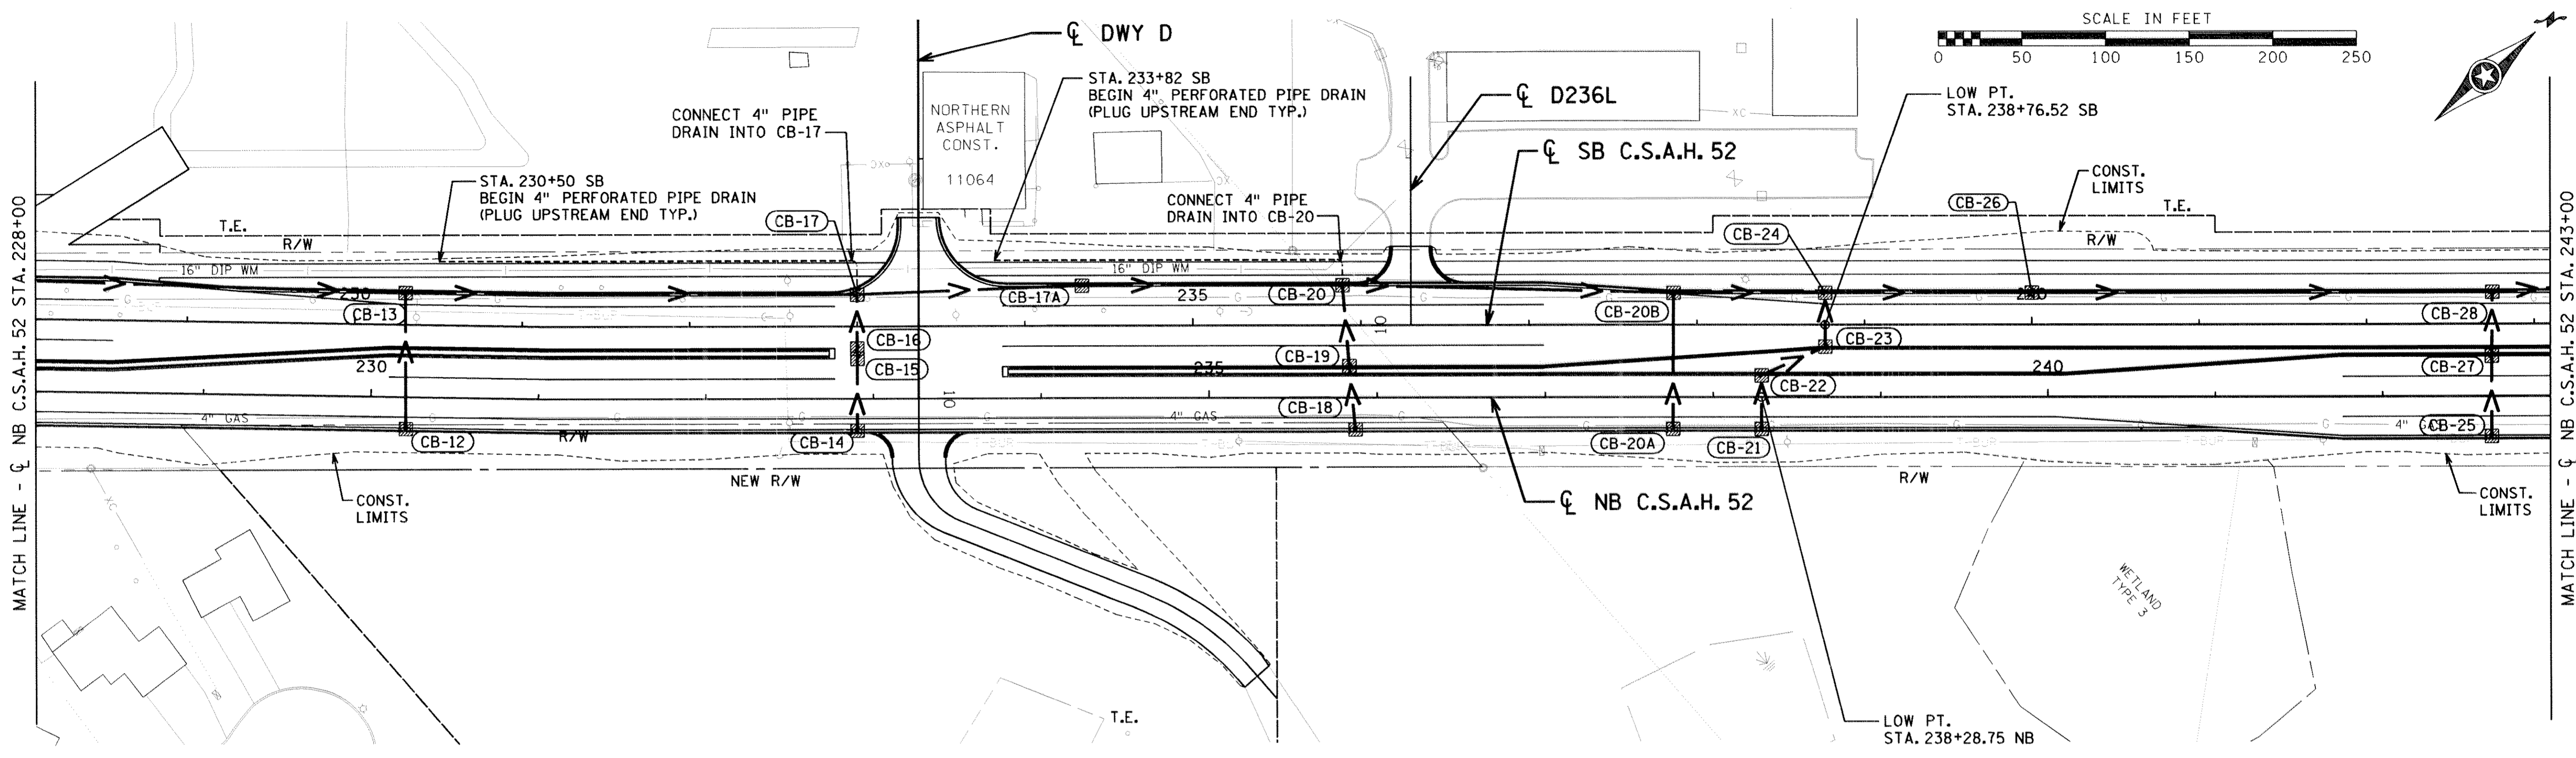 SCALE IN FEET
0 50 100 150 200 250
N
℄ DWY D
STA. 233+82 SB
BEGIN 4" PERFORATED PIPE DRAIN
(PLUG UPSTREAM END TYP.)
CONNECT 4" PIPE
DRAIN INTO CB-17
NORTHERN
ASPHALT
CONST.
11064
℄ D236L
LOW PT.
STA. 238+76.52 SB
℄ SB C.S.A.H. 52
STA. 230+50 SB
BEGIN 4" PERFORATED PIPE DRAIN
(PLUG UPSTREAM END TYP.)
CONNECT 4" PIPE
DRAIN INTO CB-20
CONST.
LIMITS
CB-17
CB-26
T.E.
T.E.
R/W
R/W
CB-24
16" DIP WM
16" DIP WM
230
CB-17A
235
CB-20
CB-13
CB-20B
CB-28
10
CB-16
CB-23
CB-19
CB-15
230
235
240
CB-27
CB-22
10
4" GAS
4" GAS
4" GAS
CB-18
CB-25
CB-12
R/W
CB-14
CB-20A
CB-21
NEW R/W
R/W
CONST.
LIMITS
℄ NB C.S.A.H. 52
CONST.
LIMITS
WETLAND
TYPE 3
T.E.
LOW PT.
STA. 238+28.75 NB
MATCH LINE - ℄ NB C.S.A.H. 52 STA. 228+00
MATCH LINE - ℄ NB C.S.A.H. 52 STA. 243+00